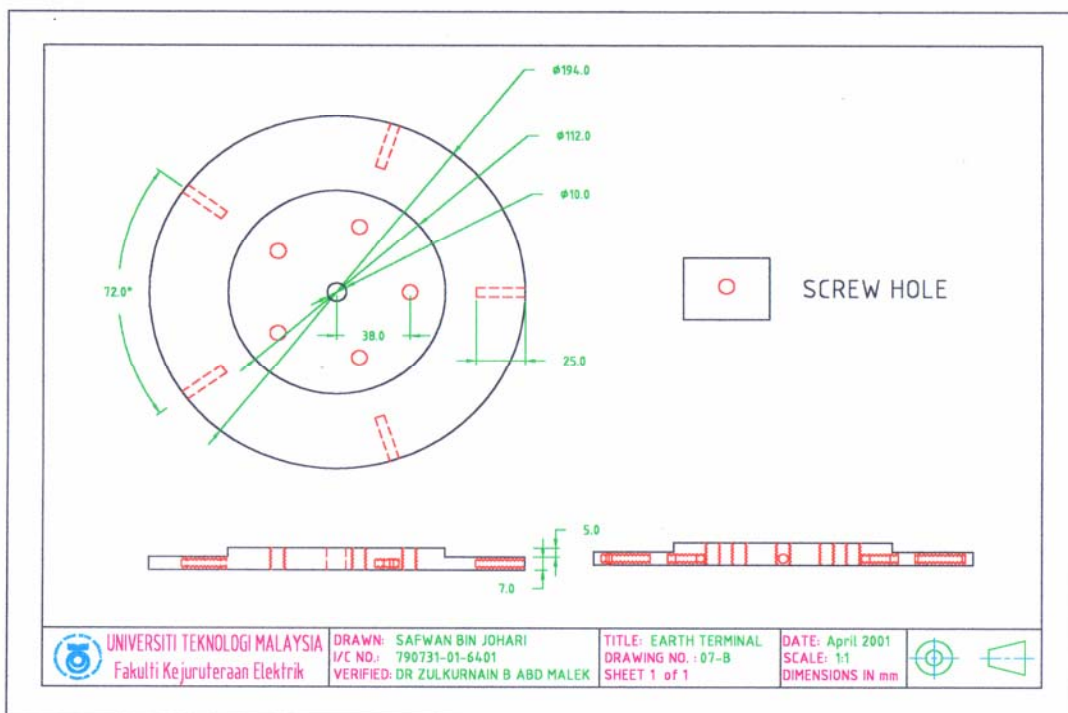 ø194.0
ø112.0
ø10.0
72.0°
38.0
25.0
SCREW HOLE
5.0
7.0
UNIVERSITI TEKNOLOGI MALAYSIA
Fakulti Kejuruteraan Elektrik
DRAWN: SAFWAN BIN JOHARI
I/C NO.: 790731-01-6401
VERIFIED: DR ZULKURNAIN B ABD MALEK
TITLE: EARTH TERMINAL
DRAWING NO. : 07-B
SHEET 1 of 1
DATE: April 2001
SCALE: 1:1
DIMENSIONS IN mm